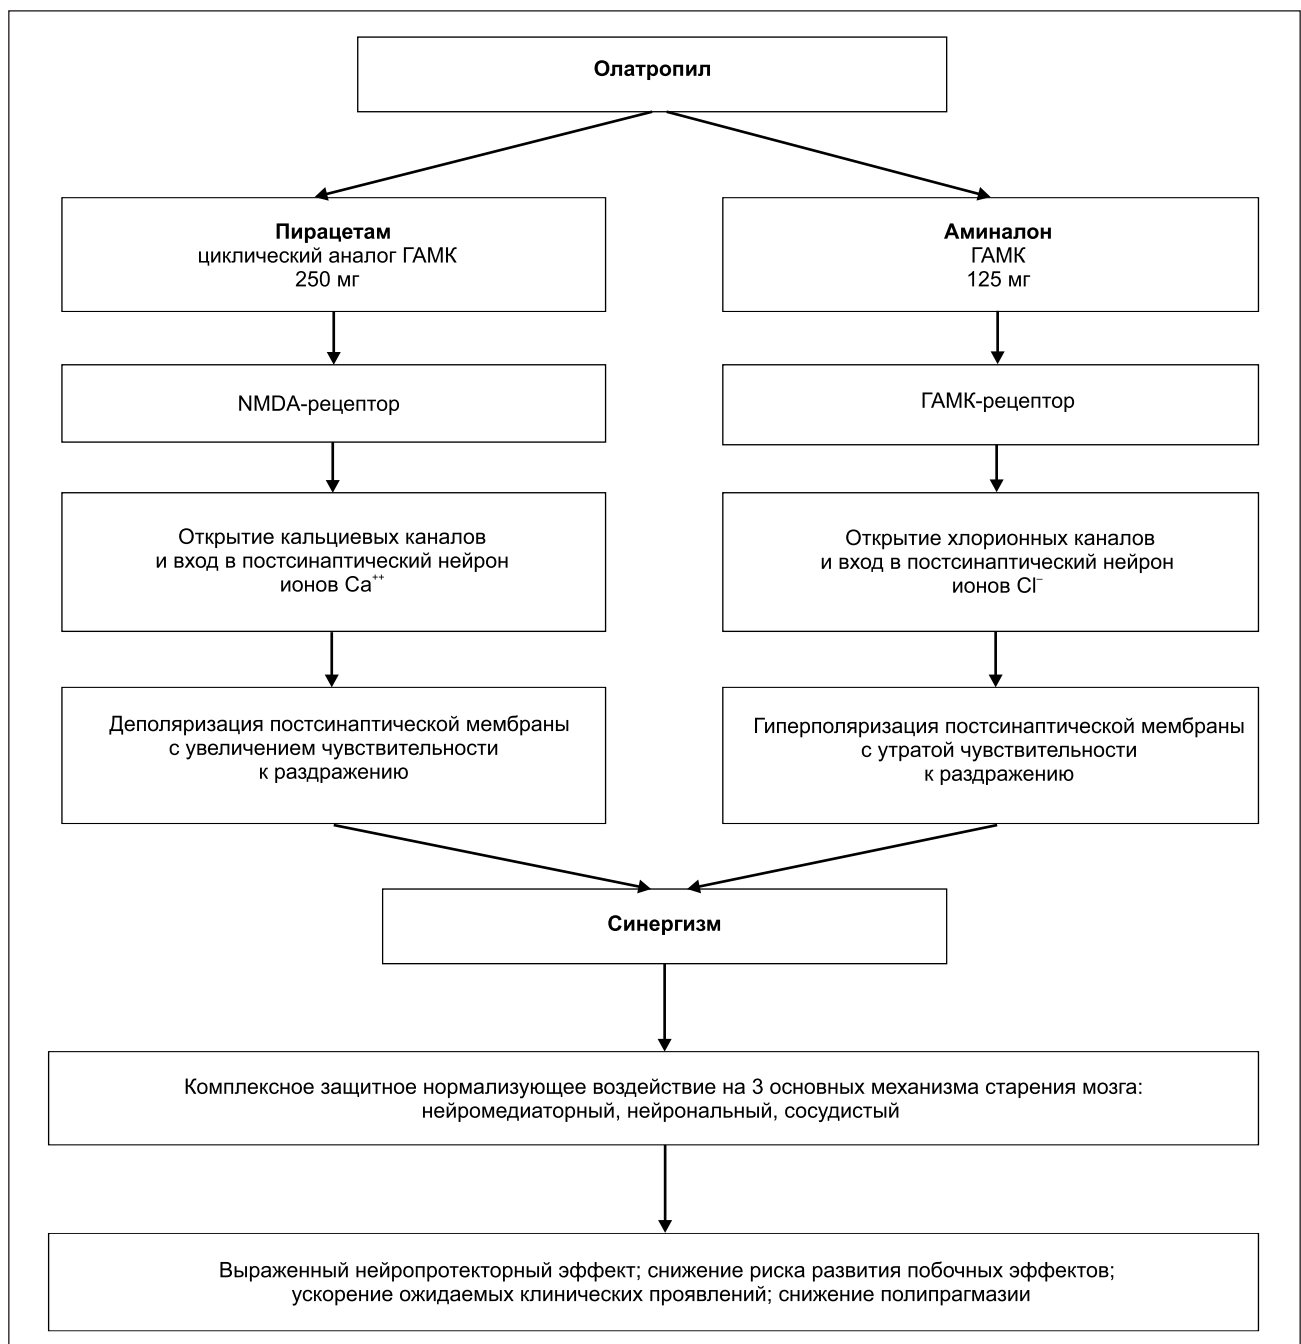 Олатропил
Пирацетам
циклический аналог ГАМК
250 мг
Аминалон
ГАМК
125 мг
NMDA-рецептор
ГАМК-рецептор
Открытие кальциевых каналов
и вход в постсинаптический нейрон
ионов Ca⁺⁺
Открытие хлорионных каналов
и вход в постсинаптический нейрон
ионов Cl⁻
Деполяризация постсинаптической мембраны
с увеличением чувствительности
к раздражению
Гиперполяризация постсинаптической мембраны
с утратой чувствительности
к раздражению
Синергизм
Комплексное защитное нормализующее воздействие на 3 основных механизма старения мозга:
нейромедиаторный, нейрональный, сосудистый
Выраженный нейропротекторный эффект; снижение риска развития побочных эффектов;
ускорение ожидаемых клинических проявлений; снижение полипрагмазии